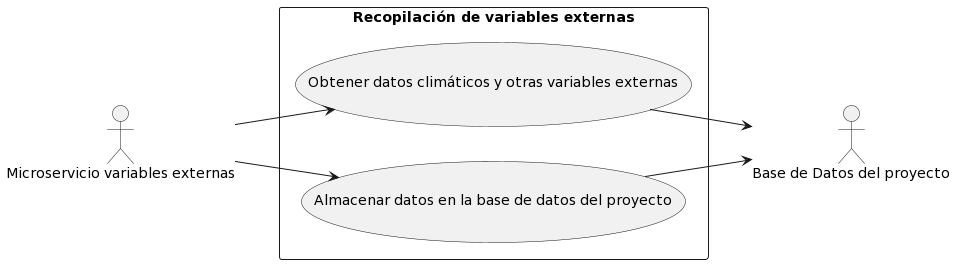 Recopilación de variables externas
Obtener datos climáticos y otras variables externas
Microservicio variables externas
Base de Datos del proyecto
Almacenar datos en la base de datos del proyecto